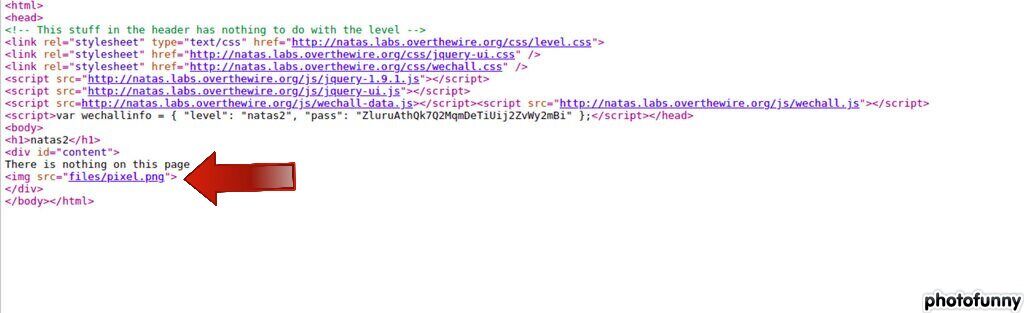 <html>
<head>
<!-- This stuff in the header has nothing to do with the level -->
<link rel="stylesheet" type="text/css" href="http://natas.labs.overthewire.org/css/level.css">
<link rel="stylesheet" href="http://natas.labs.overthewire.org/css/jquery-ui.css" />
<link rel="stylesheet" href="http://natas.labs.overthewire.org/css/wechall.css" />
<script src="http://natas.labs.overthewire.org/js/jquery-1.9.1.js"></script>
<script src="http://natas.labs.overthewire.org/js/jquery-ui.js"></script>
<script src=http://natas.labs.overthewire.org/js/wechall-data.js></script><script src="http://natas.labs.overthewire.org/js/wechall.js"></script>
<script>var wechallinfo = { "level": "natas2", "pass": "ZluruAthQk7Q2MqmDeTiUij2ZvWy2mBi" };</script></head>
<body>
<h1>natas2</h1>
<div id="content">
There is nothing on this page
<img src="files/pixel.png">
</div>
</body></html>
photofunny